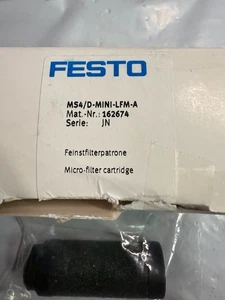 FESTO
MS4/D-MINI-LFM-A
Mat.-Nr.: 162674
Serie: JN
Feinstfilterpatrone
Micro-filter cartridge